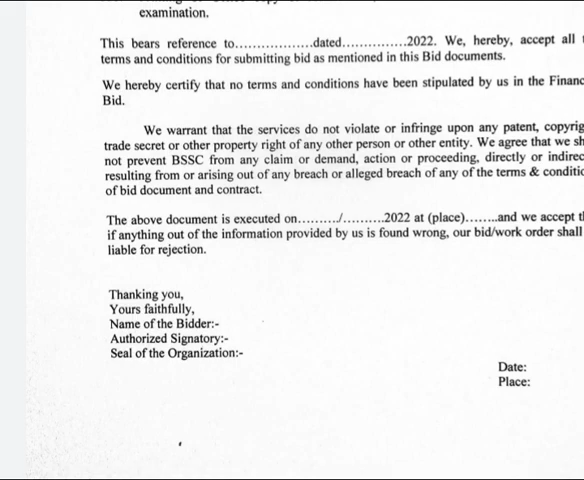 examination.
This bears reference to..................dated...............2022. We, hereby, accept all
terms and conditions for submitting bid as mentioned in this Bid documents.
We hereby certify that no terms and conditions have been stipulated by us in the Financ
Bid.
We warrant that the services do not violate or infringe upon any patent, copyrig
trade secret or other property right of any other person or other entity. We agree that we sh
not prevent BSSC from any claim or demand, action or proceeding, directly or indirec
resulting from or arising out of any breach or alleged breach of any of the terms & conditio
of bid document and contract.
The above document is executed on........../..........2022 at (place)........and we accept t
if anything out of the information provided by us is found wrong, our bid/work order shall
liable for rejection.
Thanking you,
Yours faithfully,
Name of the Bidder:-
Authorized Signatory:-
Seal of the Organization:-
Date:
Place: